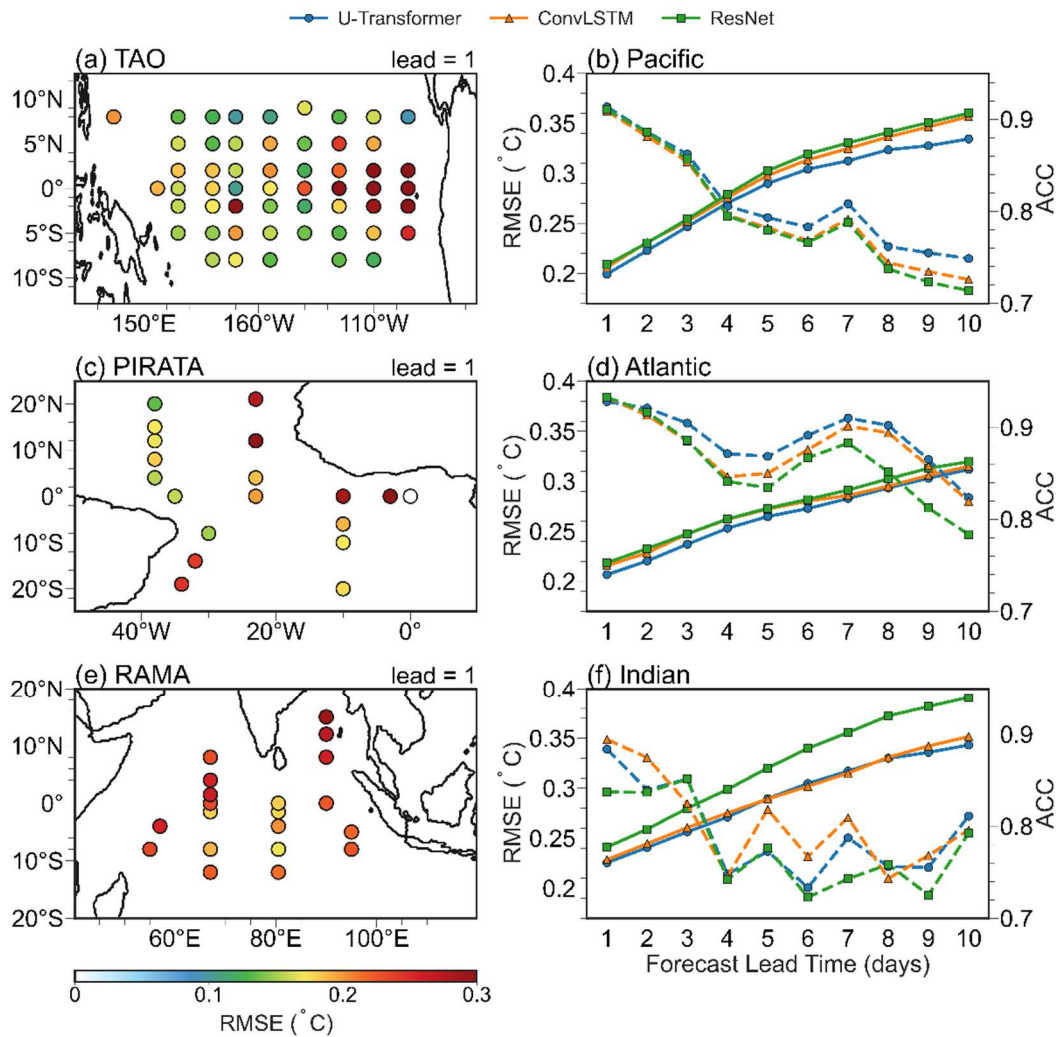 U-Transformer ConvLSTM ResNet
(a) TAO lead = 1
10°N
5°N
0°
5°S
10°S
150°E 160°W 110°W
(b) Pacific
0.4
0.35
0.3
0.25
0.2
RMSE (°C)
0.9
0.8
0.7
ACC
1 2 3 4 5 6 7 8 9 10
(c) PIRATA lead = 1
20°N
10°N
0°
10°S
20°S
40°W 20°W 0°
(d) Atlantic
0.4
0.35
0.3
0.25
0.2
RMSE (°C)
0.9
0.8
0.7
ACC
1 2 3 4 5 6 7 8 9 10
(e) RAMA lead = 1
20°N
10°N
0°
10°S
20°S
60°E 80°E 100°E
(f) Indian
0.4
0.35
0.3
0.25
0.2
RMSE (°C)
0.9
0.8
0.7
ACC
1 2 3 4 5 6 7 8 9 10
Forecast Lead Time (days)
0 0.1 0.2 0.3
RMSE (°C)